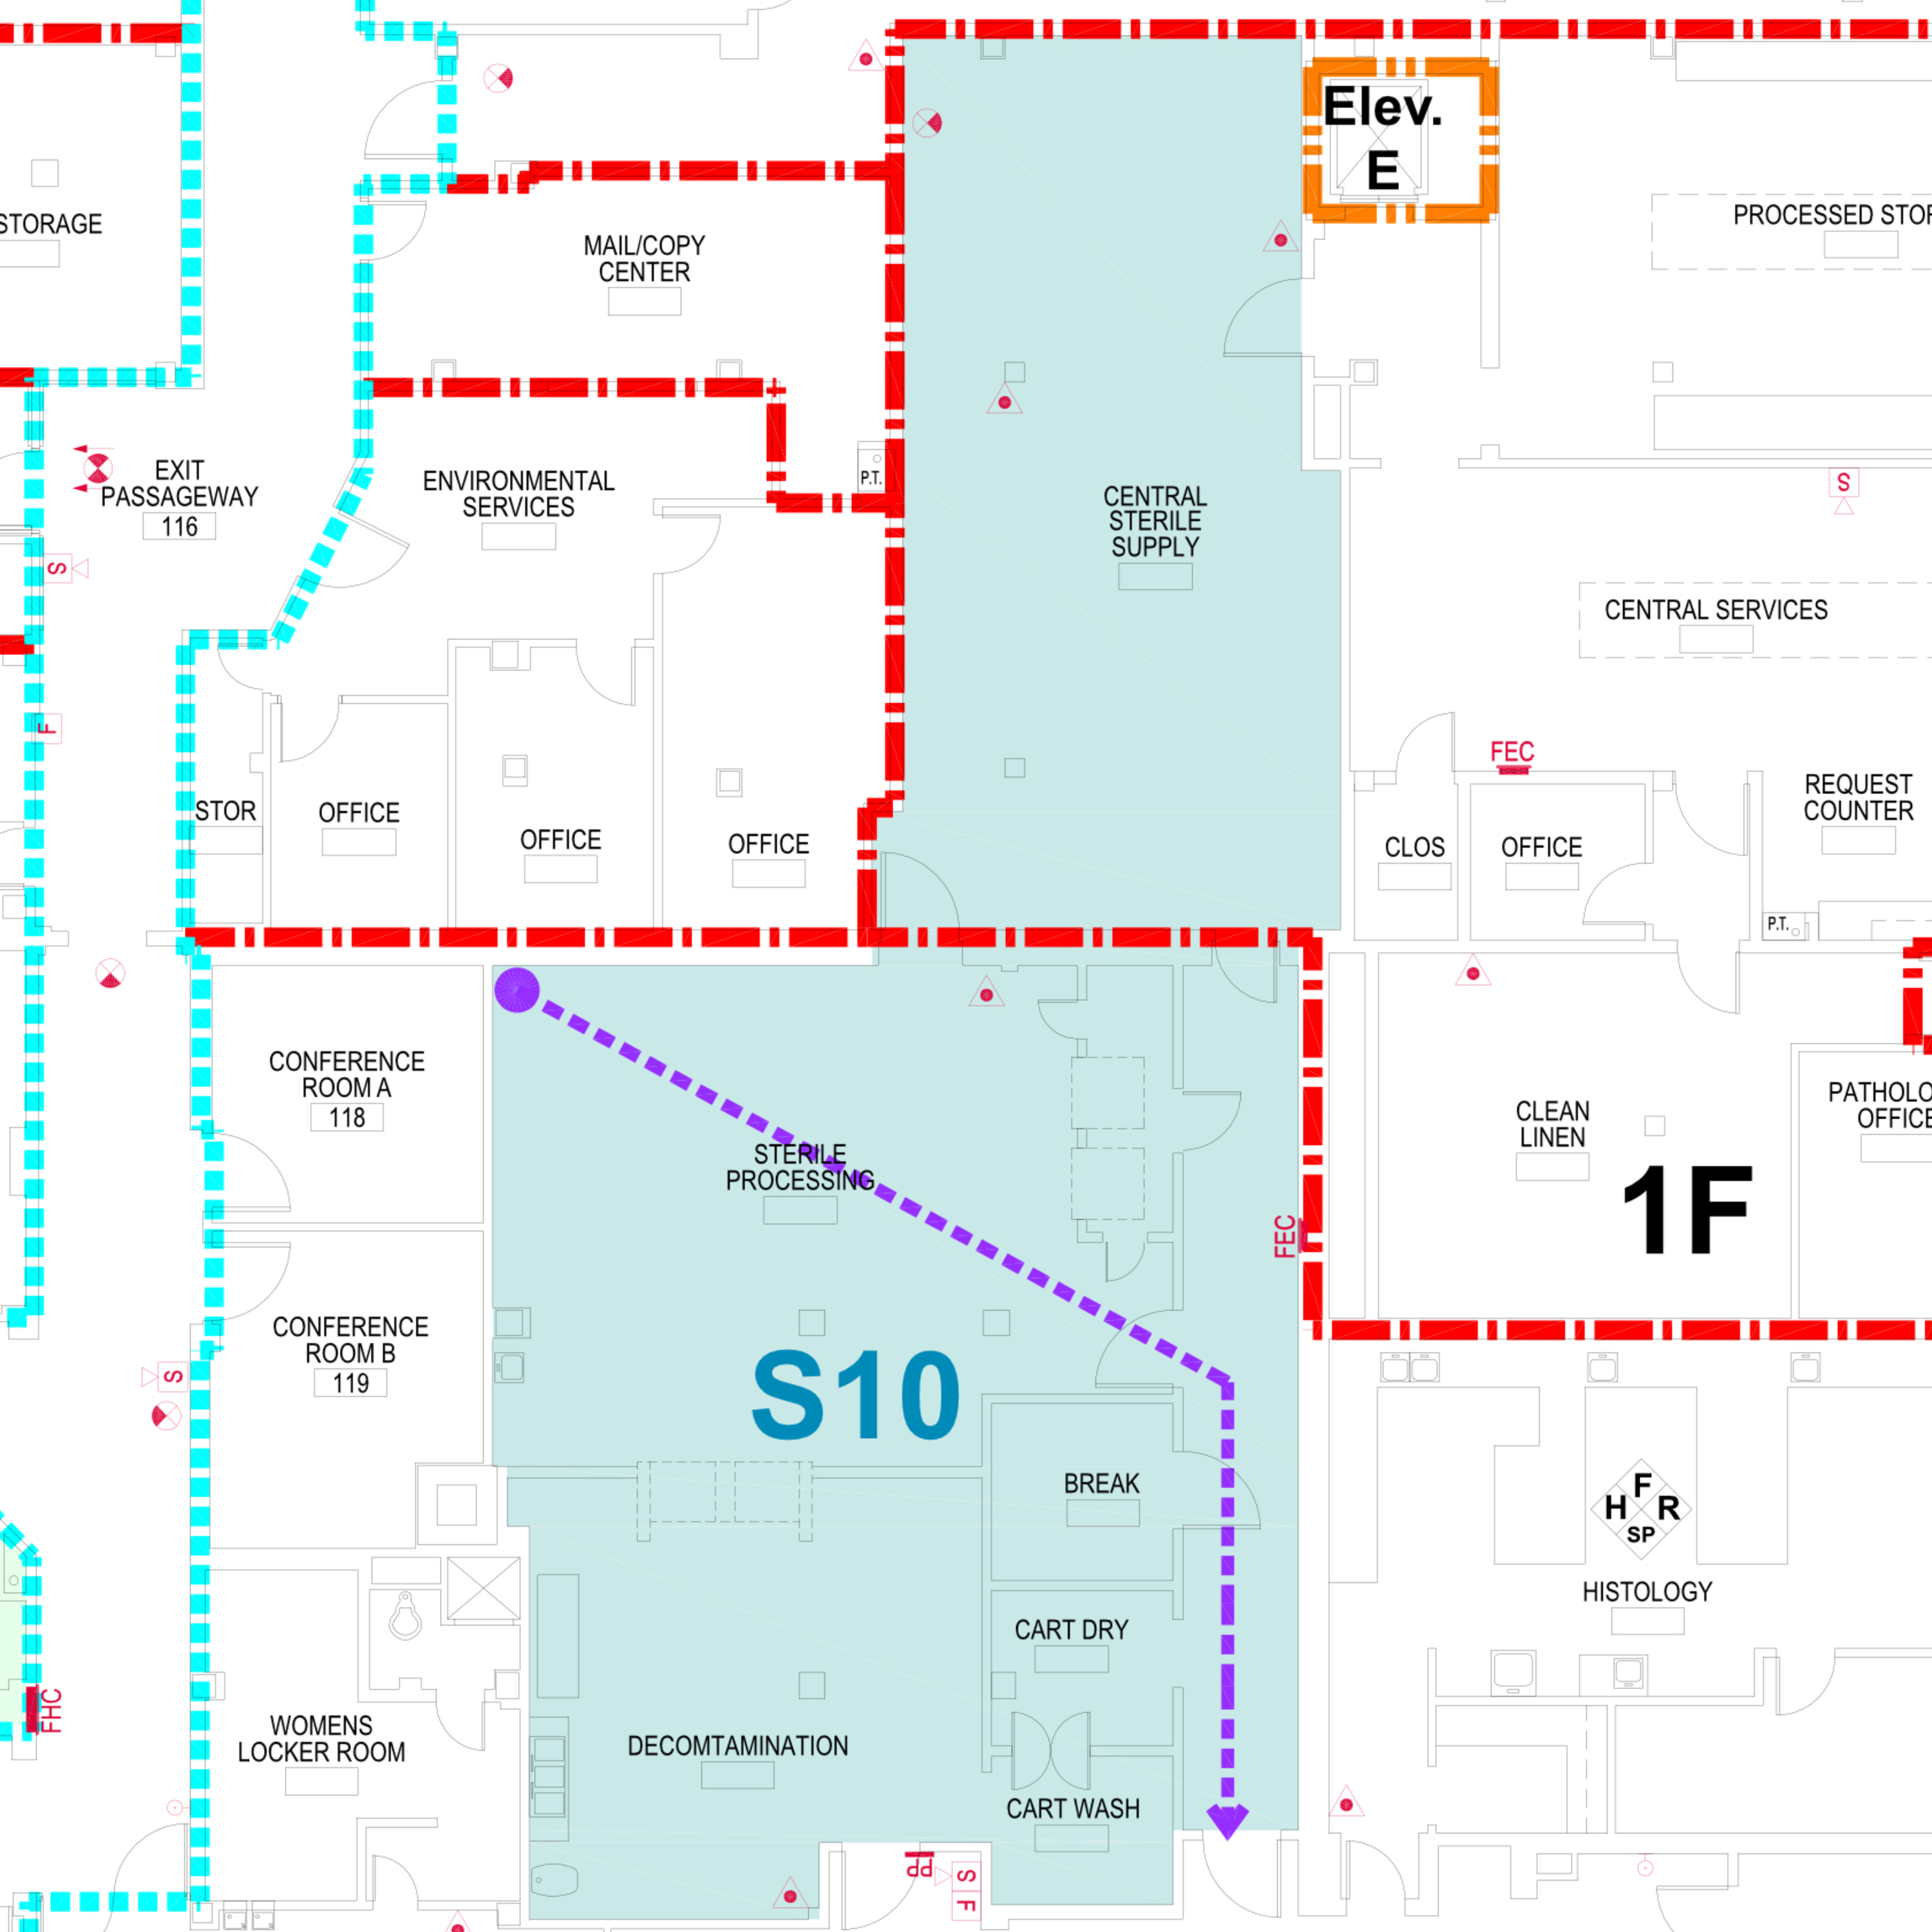 Elev.
E
STORAGE
PROCESSED STOR
MAIL/COPY
CENTER
EXIT
PASSAGEWAY
116
ENVIRONMENTAL
SERVICES
P.T.
CENTRAL
STERILE
SUPPLY
S
S
CENTRAL SERVICES
F
FEC
STOR
OFFICE
OFFICE
OFFICE
CLOS
OFFICE
REQUEST
COUNTER
P.T.
CONFERENCE
ROOM A
118
STERILE
PROCESSING
CLEAN
LINEN
PATHOLO
OFFICE
1F
FEC
CONFERENCE
ROOM B
119
S
S10
BREAK
F
H R
SP
HISTOLOGY
CART DRY
FHC
WOMENS
LOCKER ROOM
DECOMTAMINATION
CART WASH
PP
S
F